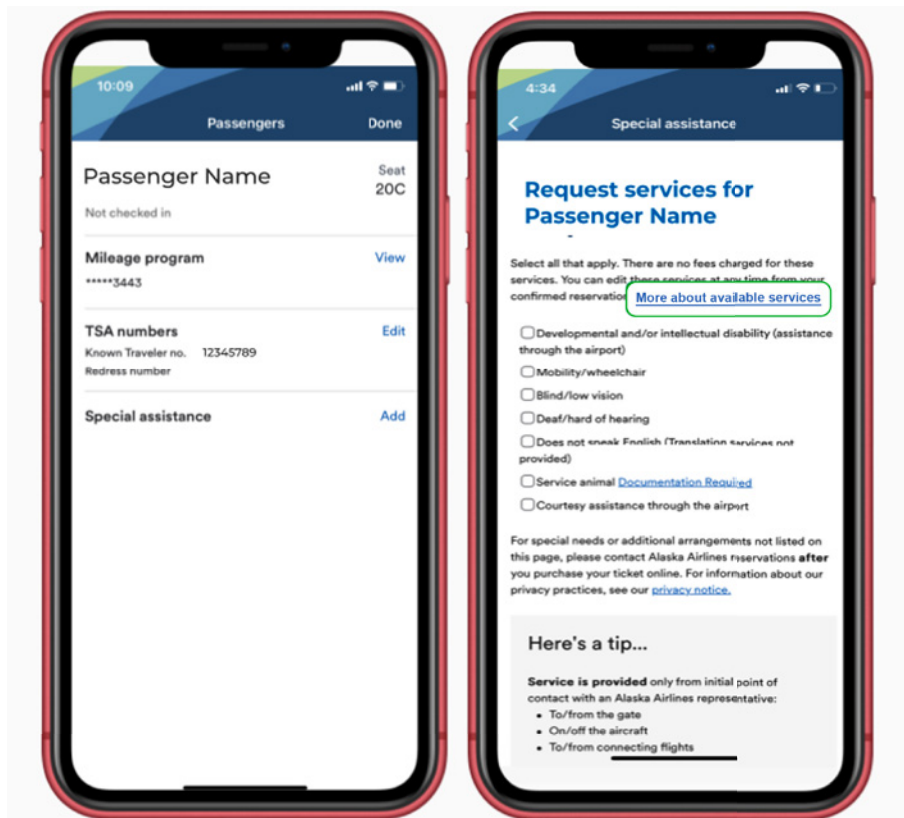 10:09
Passengers
Done
Passenger Name
Seat
20C
Not checked in
Mileage program
View
*****3443
TSA numbers
Edit
Known Traveler no. 12345789
Redress number
Special assistance
Add
4:34
Special assistance
Request services for
Passenger Name
Select all that apply. There are no fees charged for these
services. You can edit these services at any time from your
confirmed reservation
More about available services
Developmental and/or intellectual disability (assistance
through the airport)
Mobility/wheelchair
Blind/low vision
Deaf/hard of hearing
Does not speak English (Translation services not
provided)
Service animal Documentation Required
Courtesy assistance through the airport
For special needs or additional arrangements not listed on
this page, please contact Alaska Airlines reservations after
you purchase your ticket online. For information about our
privacy practices, see our privacy notice.
Here's a tip...
Service is provided only from initial point of
contact with an Alaska Airlines representative:
• To/from the gate
• On/off the aircraft
• To/from connecting flights